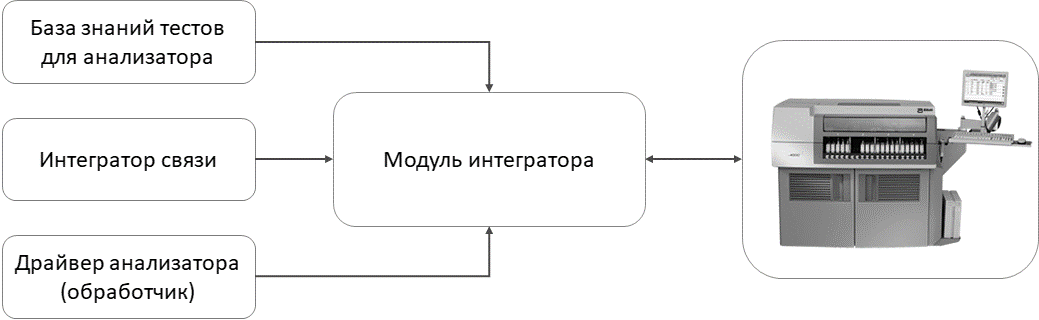 База знаний тестов
для анализатора
Интегратор связи
Модуль интегратора
Драйвер анализатора
(обработчик)